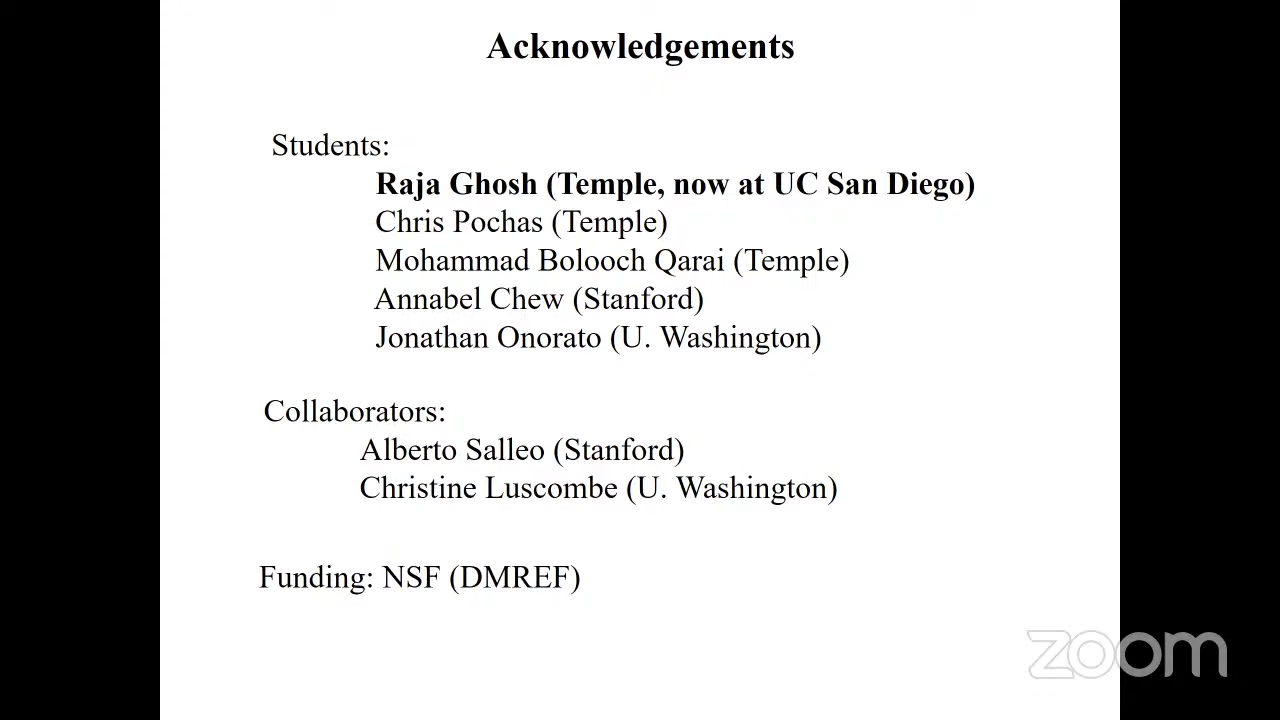 Acknowledgements
Students:
Raja Ghosh (Temple, now at UC San Diego)
Chris Pochas (Temple)
Mohammad Bolooch Qarai (Temple)
Annabel Chew (Stanford)
Jonathan Onorato (U. Washington)
Collaborators:
Alberto Salleo (Stanford)
Christine Luscombe (U. Washington)
Funding: NSF (DMREF)
zoom